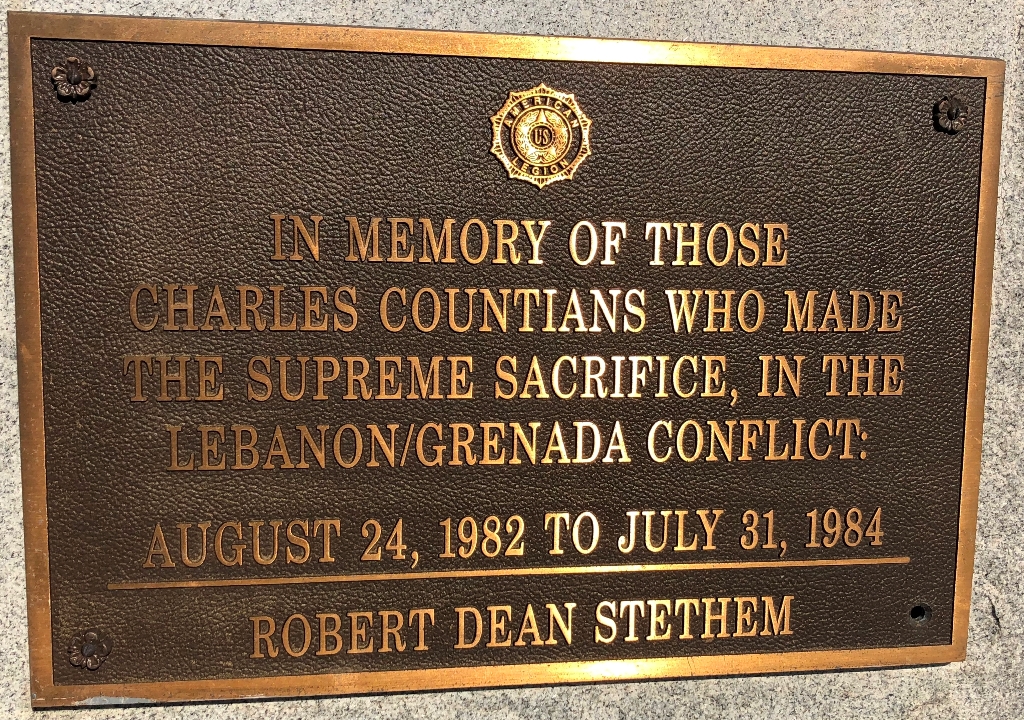 AMERICAN
US
LEGION
IN MEMORY OF THOSE
CHARLES COUNTIANS WHO MADE
THE SUPREME SACRIFICE, IN THE
LEBANON/GRENADA CONFLICT:
AUGUST 24, 1982 TO JULY 31, 1984
ROBERT DEAN STETHEM